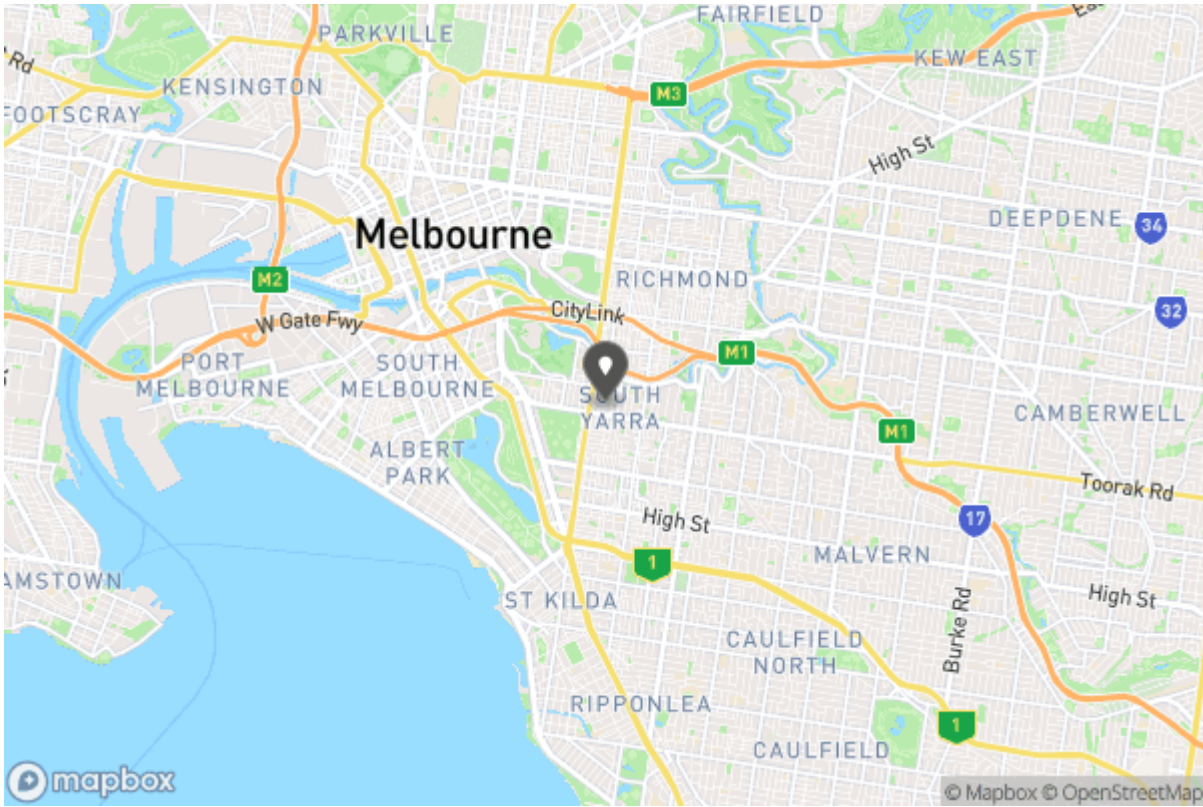 FAIRFIELD
PARKVILLE
KEW EAST
Rd
KENSINGTON
M3
FOOTSCRAY
High St
DEEPDENE
34
Melbourne
M2
RICHMOND
32
CityLink
W Gate Fwy
M1
PORT
MELBOURNE
SOUTH
MELBOURNE
SOUTH
YARRA
CAMBERWELL
M1
ALBERT
PARK
Toorak Rd
High St
17
1
MALVERN
AMSTOWN
ST KILDA
High St
Burke Rd
CAULFIELD
NORTH
RIPPONLEA
1
CAULFIELD
mapbox
© Mapbox © OpenStreetMap